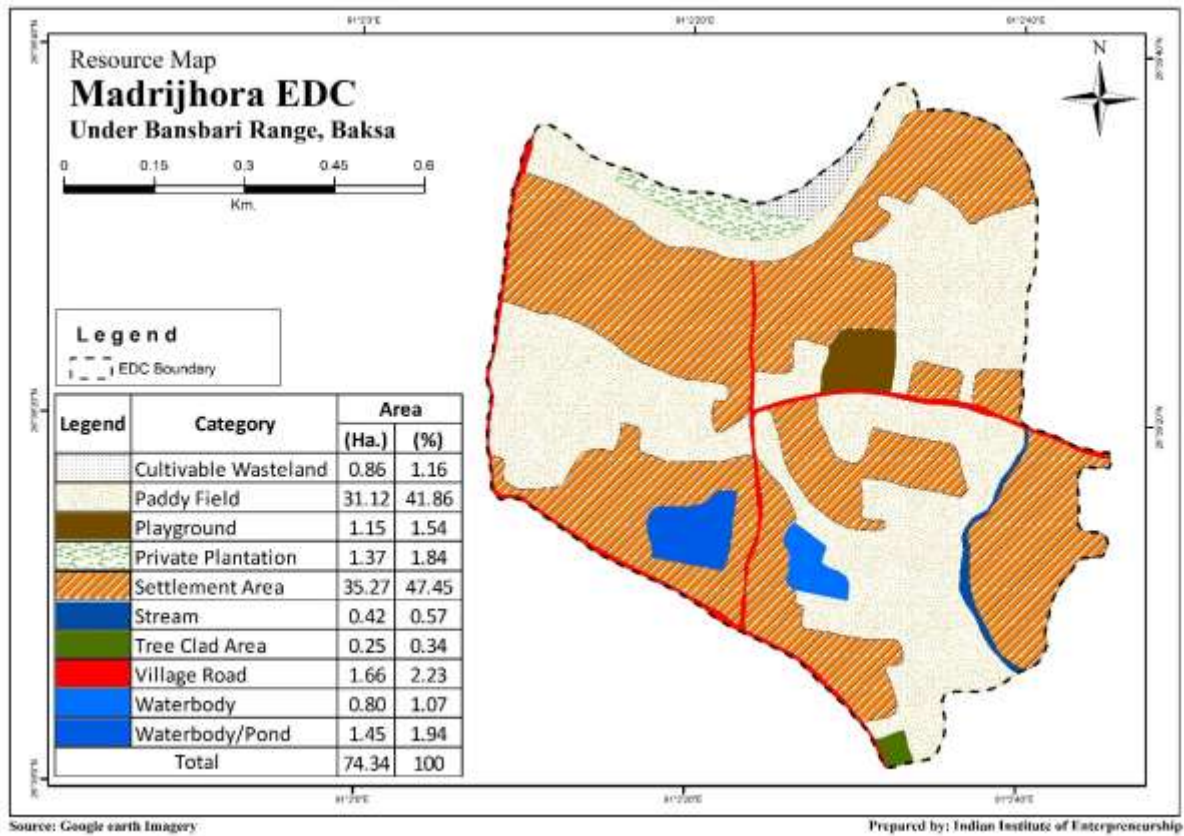 Resource Map
Madrijhora EDC
Under Bansbari Range, Baksa
0 0.15 0.3 0.45 0.6
Km.
N
Legend
EDC Boundary
Legend Category Area
(Ha.) (%)
Cultivable Wasteland 0.86 1.16
Paddy Field 31.12 41.86
Playground 1.15 1.54
Private Plantation 1.37 1.84
Settlement Area 35.27 47.45
Stream 0.42 0.57
Tree Clad Area 0.25 0.34
Village Road 1.66 2.23
Waterbody 0.80 1.07
Waterbody/Pond 1.45 1.94
Total 74.34 100
Source: Google earth Imagery
Prepared by: Indian Institute of Enterpreneurship